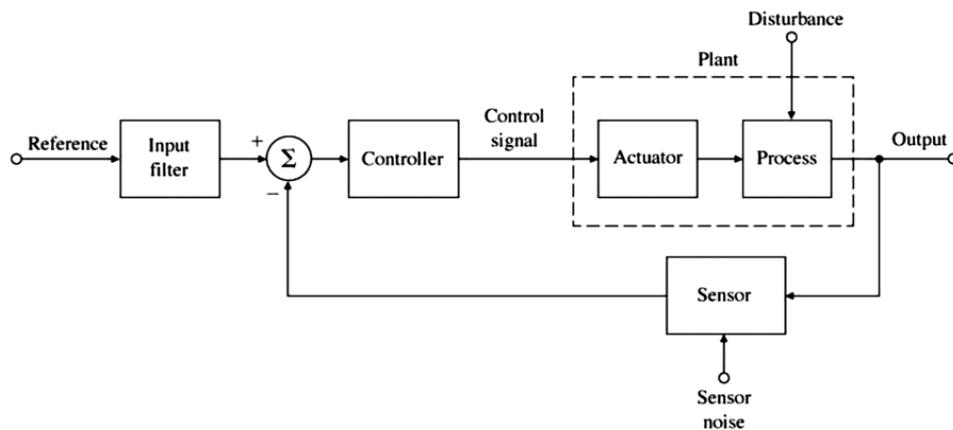 Disturbance
Plant
Control
signal
Reference
Input
filter
+
Σ
−
Controller
Actuator
Process
Output
Sensor
Sensor
noise